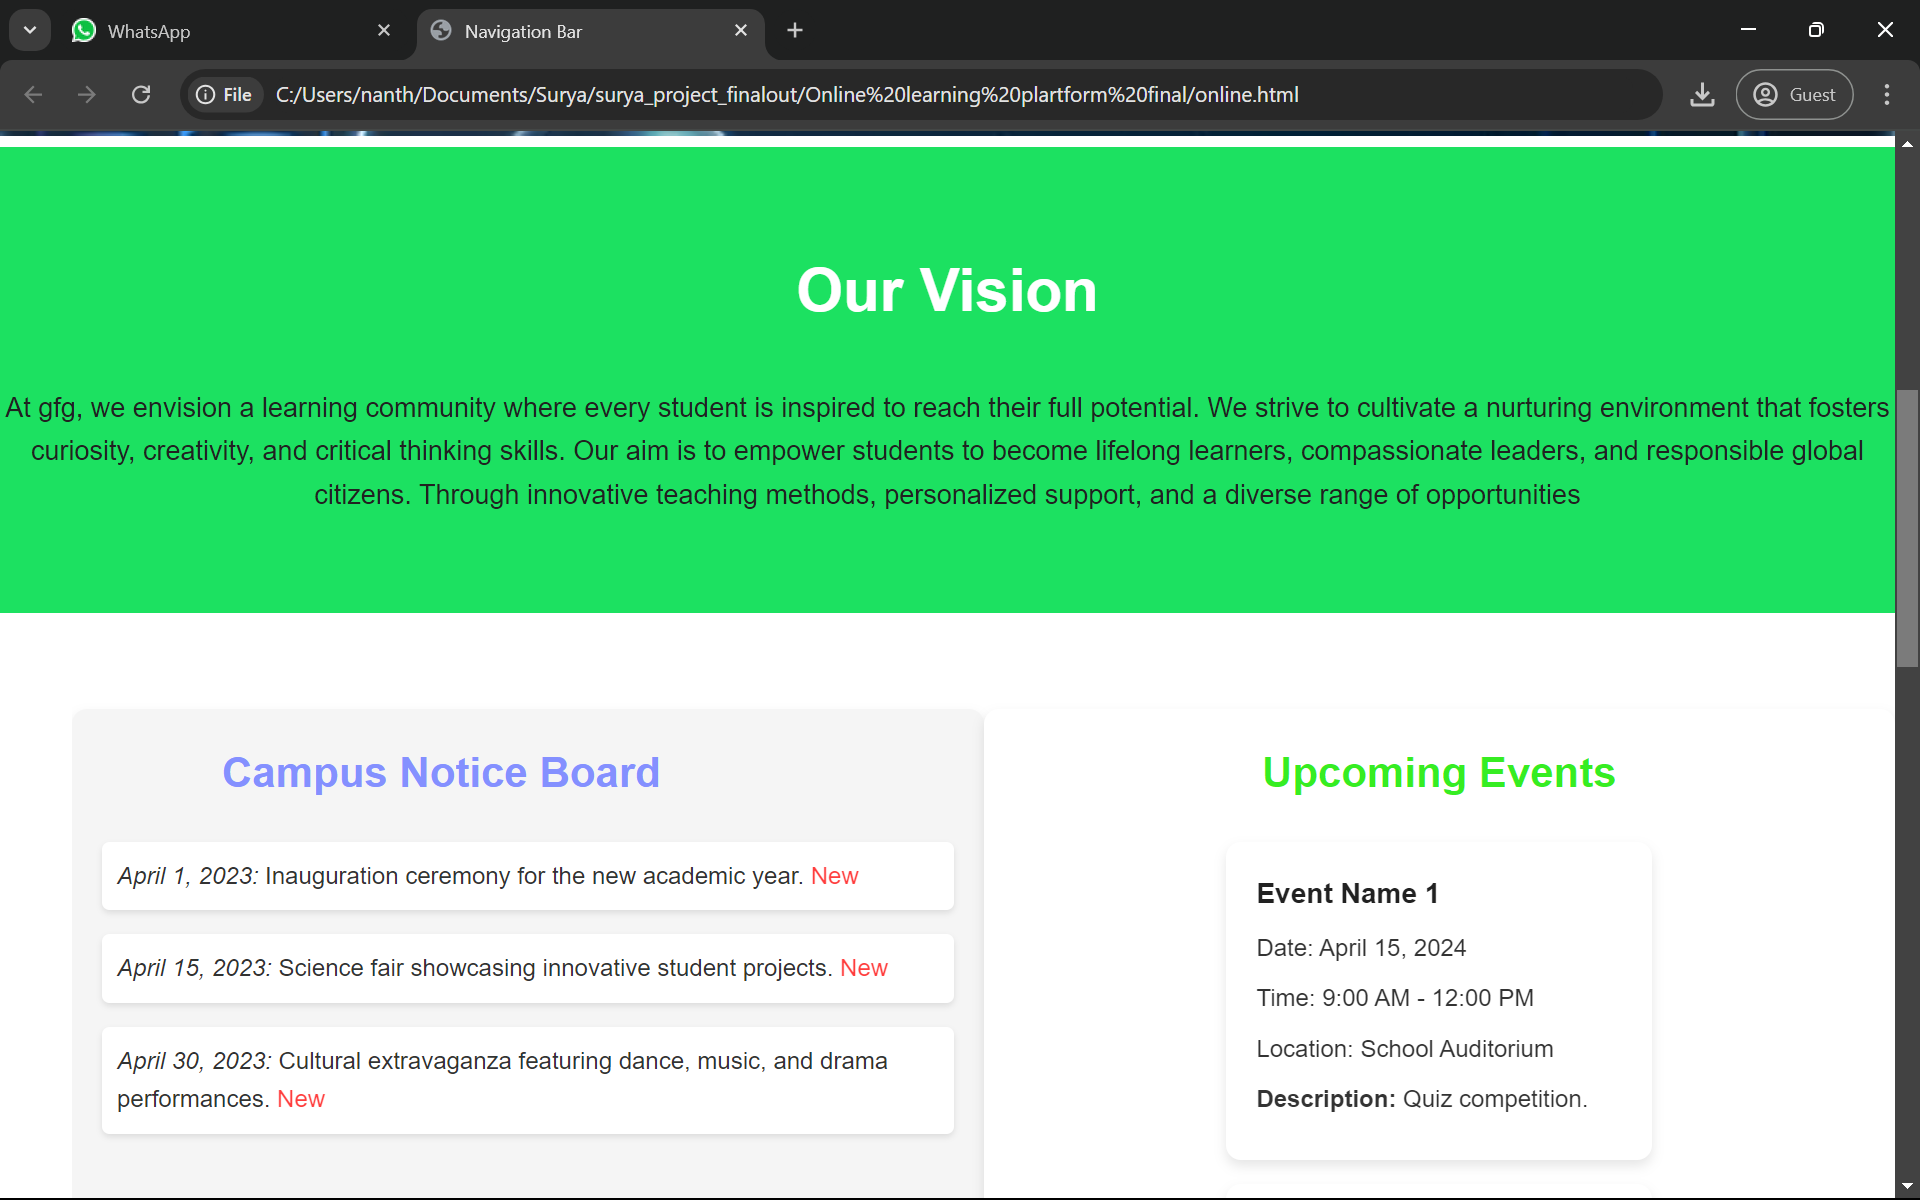 WhatsApp
Navigation Bar
File
C:/Users/nanth/Documents/Surya/surya_project_finalout/Online%20learning%20plartform%20final/online.html
Guest
Our Vision
At gfg, we envision a learning community where every student is inspired to reach their full potential. We strive to cultivate a nurturing environment that fosters
curiosity, creativity, and critical thinking skills. Our aim is to empower students to become lifelong learners, compassionate leaders, and responsible global
citizens. Through innovative teaching methods, personalized support, and a diverse range of opportunities
Campus Notice Board
April 1, 2023: Inauguration ceremony for the new academic year. New
April 15, 2023: Science fair showcasing innovative student projects. New
April 30, 2023: Cultural extravaganza featuring dance, music, and drama
performances. New
Upcoming Events
Event Name 1
Date: April 15, 2024
Time: 9:00 AM - 12:00 PM
Location: School Auditorium
Description: Quiz competition.